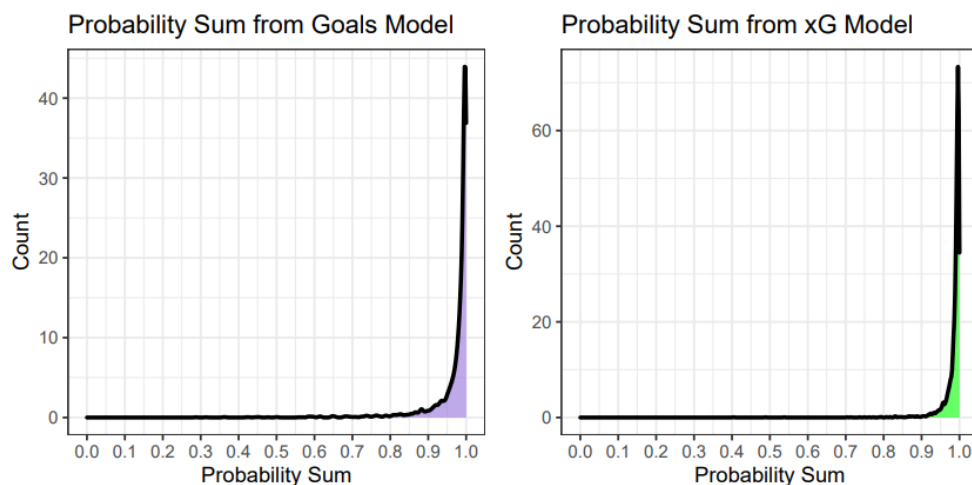 Probability Sum from Goals Model
Count
40
30
20
10
0
0.0 0.1 0.2 0.3 0.4 0.5 0.6 0.7 0.8 0.9 1.0
Probability Sum
Probability Sum from xG Model
Count
60
40
20
0
0.0 0.1 0.2 0.3 0.4 0.5 0.6 0.7 0.8 0.9 1.0
Probability Sum